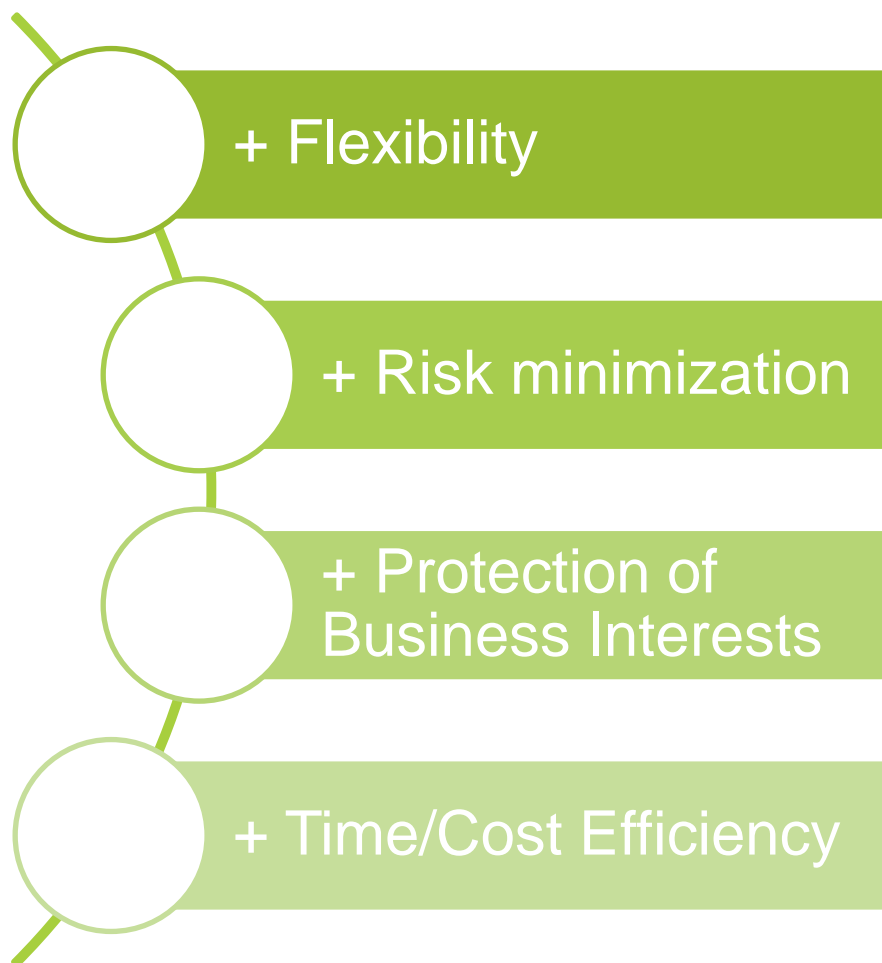 + Flexibility
+ Risk minimization
+ Protection of
Business Interests
+ Time/Cost Efficiency